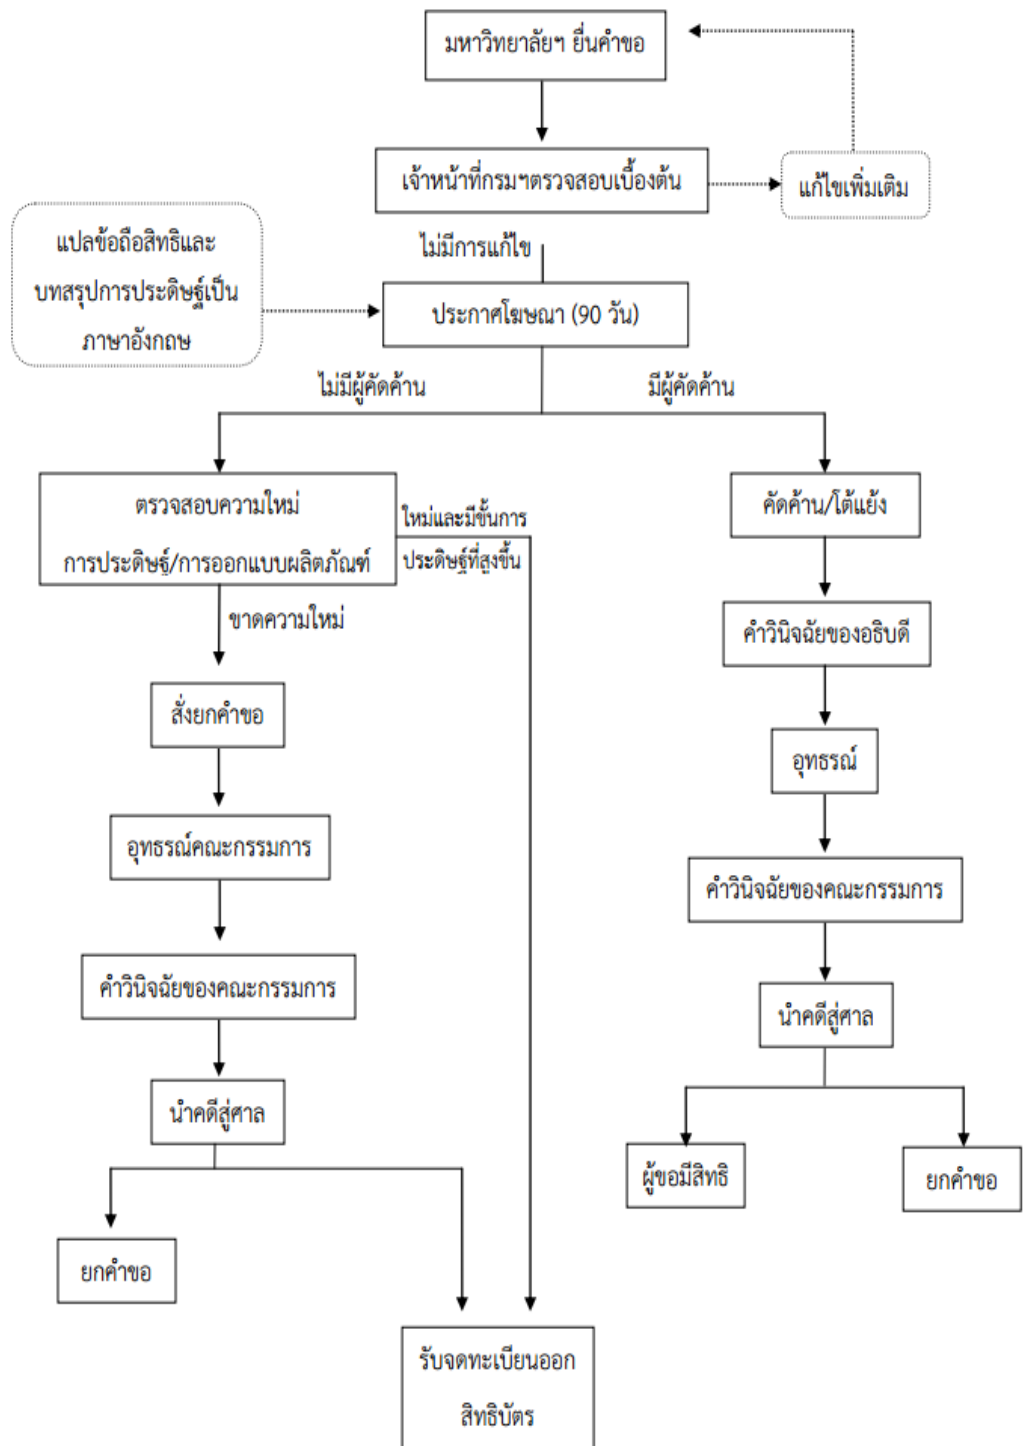 มหาวิทยาลัยฯ ยื่นคำขอ
เจ้าหน้าที่กรมฯตรวจสอบเบื้องต้น
แก้ไขเพิ่มเติม
แปลข้อถือสิทธิและ
บทสรุปการประดิษฐ์เป็น
ภาษาอังกฤษ
ไม่มีการแก้ไข
ประกาศโฆษณา (90 วัน)
ไม่มีผู้คัดค้าน
มีผู้คัดค้าน
ตรวจสอบความใหม่
การประดิษฐ์/การออกแบบผลิตภัณฑ์
ใหม่และมีขั้นการ
ประดิษฐ์ที่สูงขึ้น
ขาดความใหม่
สั่งยกคำขอ
อุทธรณ์คณะกรรมการ
คำวินิจฉัยของคณะกรรมการ
นำคดีสู่ศาล
ยกคำขอ
รับจดทะเบียนออก
สิทธิบัตร
คัดค้าน/โต้แย้ง
คำวินิจฉัยของอธิบดี
อุทธรณ์
คำวินิจฉัยของคณะกรรมการ
นำคดีสู่ศาล
ผู้ขอมีสิทธิ
ยกคำขอ